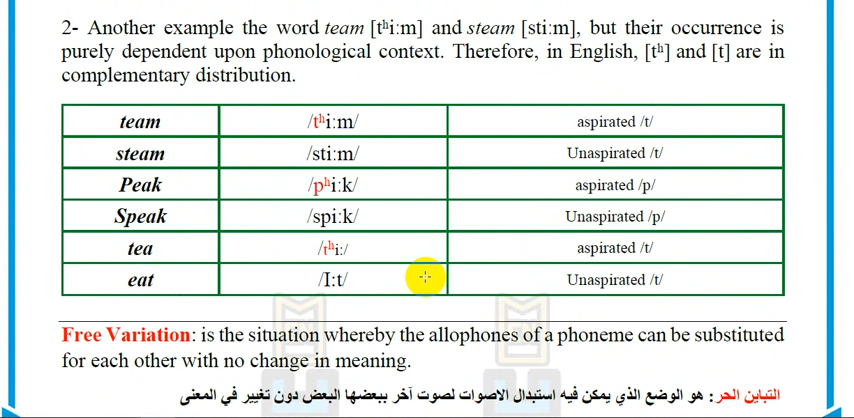 2- Another example the word team [tʰi:m] and steam [sti:m], but their occurrence is
purely dependent upon phonological context. Therefore, in English, [tʰ] and [t] are in
complementary distribution.
team /tʰi:m/ aspirated /t/
steam /sti:m/ Unaspirated /t/
Peak /pʰi:k/ aspirated /p/
Speak /spi:k/ Unaspirated /p/
tea /tʰi:/ aspirated /t/
eat /I:t/ Unaspirated /t/
Free Variation: is the situation whereby the allophones of a phoneme can be substituted
for each other with no change in meaning.
التباين الحر: هو الوضع الذي يمكن فيه استبدال الاصوات لصوت آخر ببعضها البعض دون تغيير في المعنى